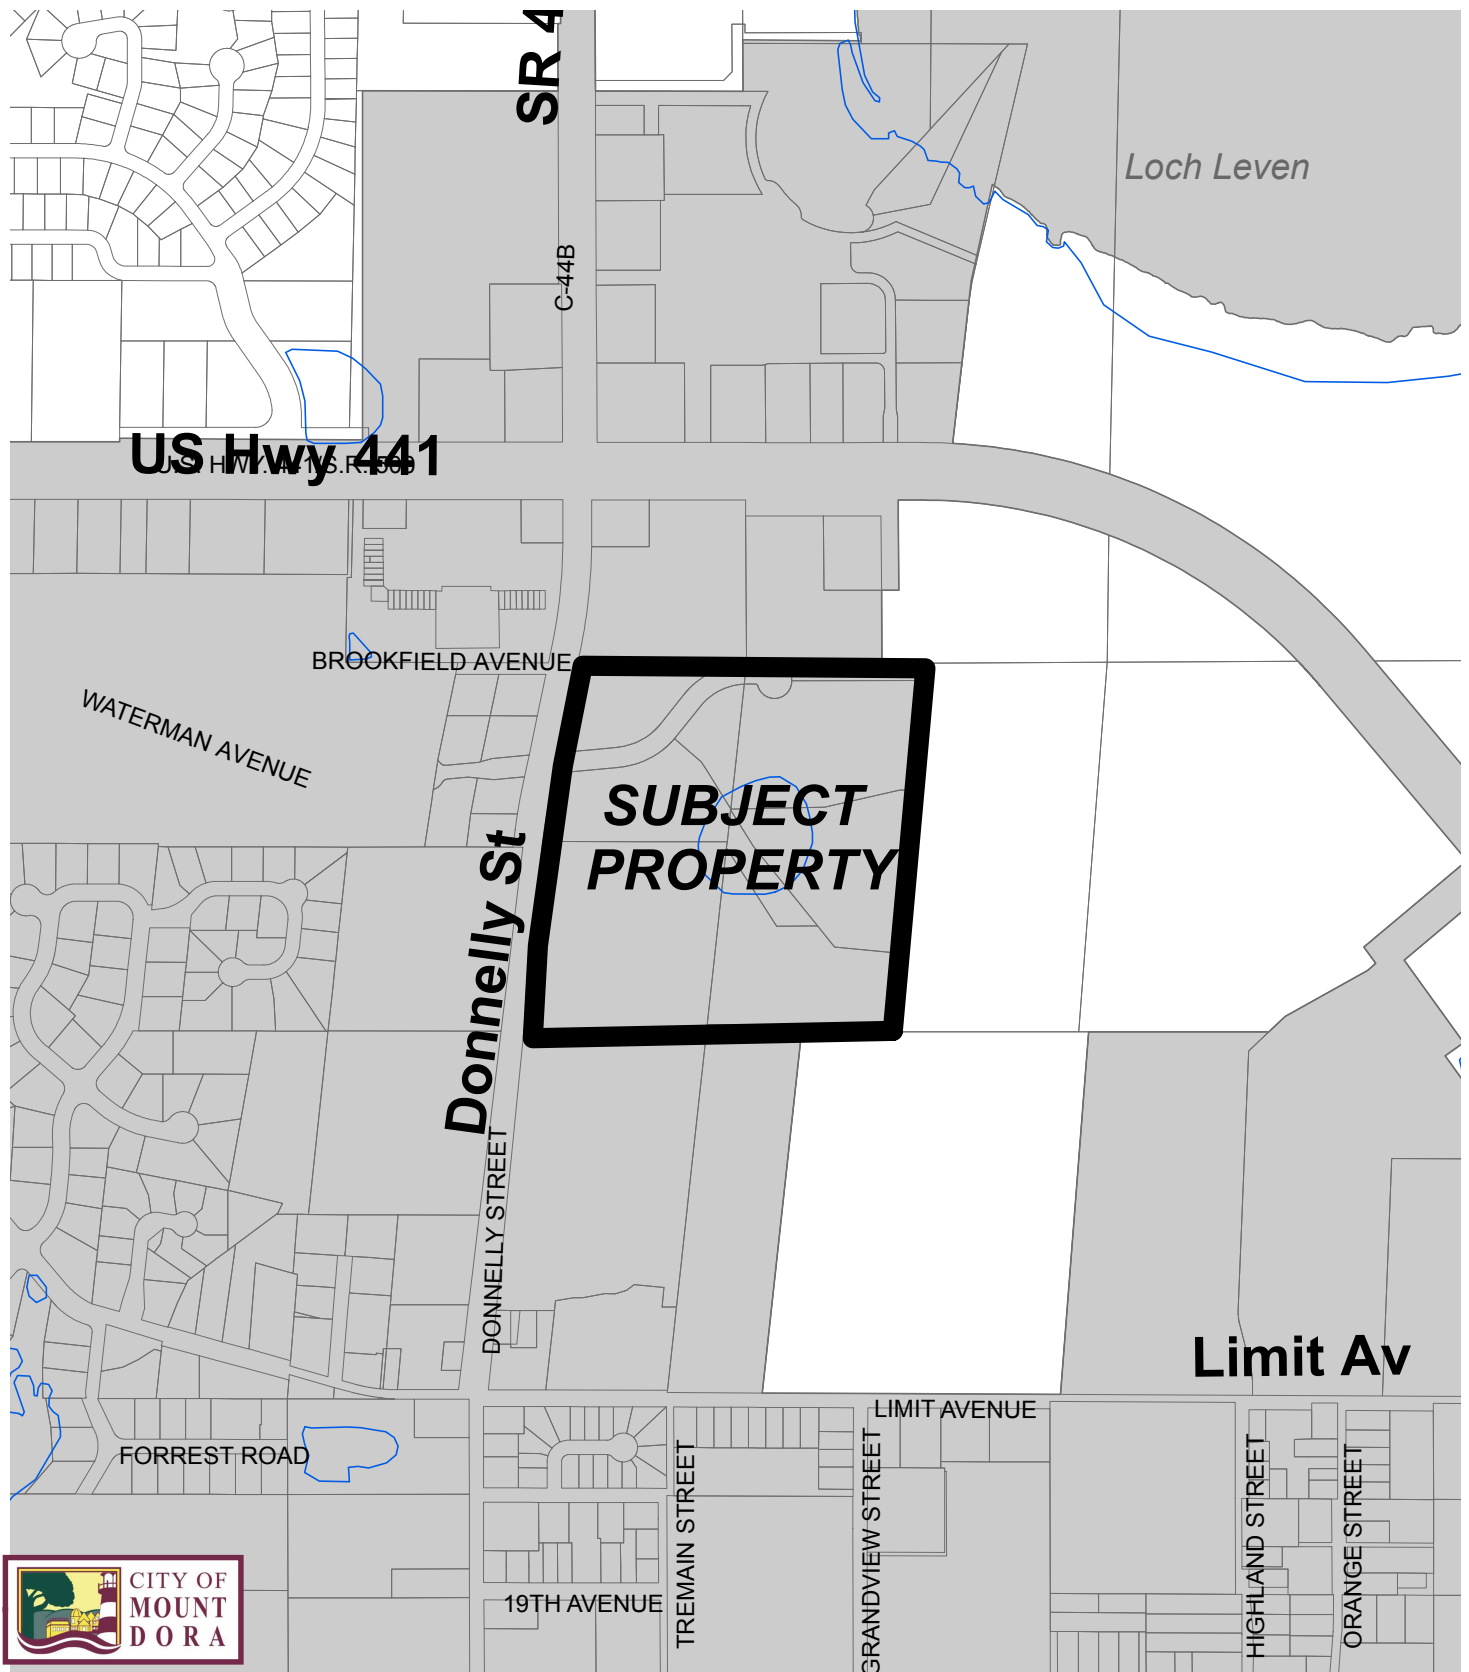 SR 4
Loch Leven
C-44B
US Hwy 441
BROOKFIELD AVENUE
WATERMAN AVENUE
SUBJECT
PROPERTY
Donnelly St
DONNELLY STREET
Limit Av
LIMIT AVENUE
FORREST ROAD
TREMAIN STREET
GRANDVIEW STREET
HIGHLAND STREET
ORANGE STREET
19TH AVENUE
CITY OF
MOUNT
DORA